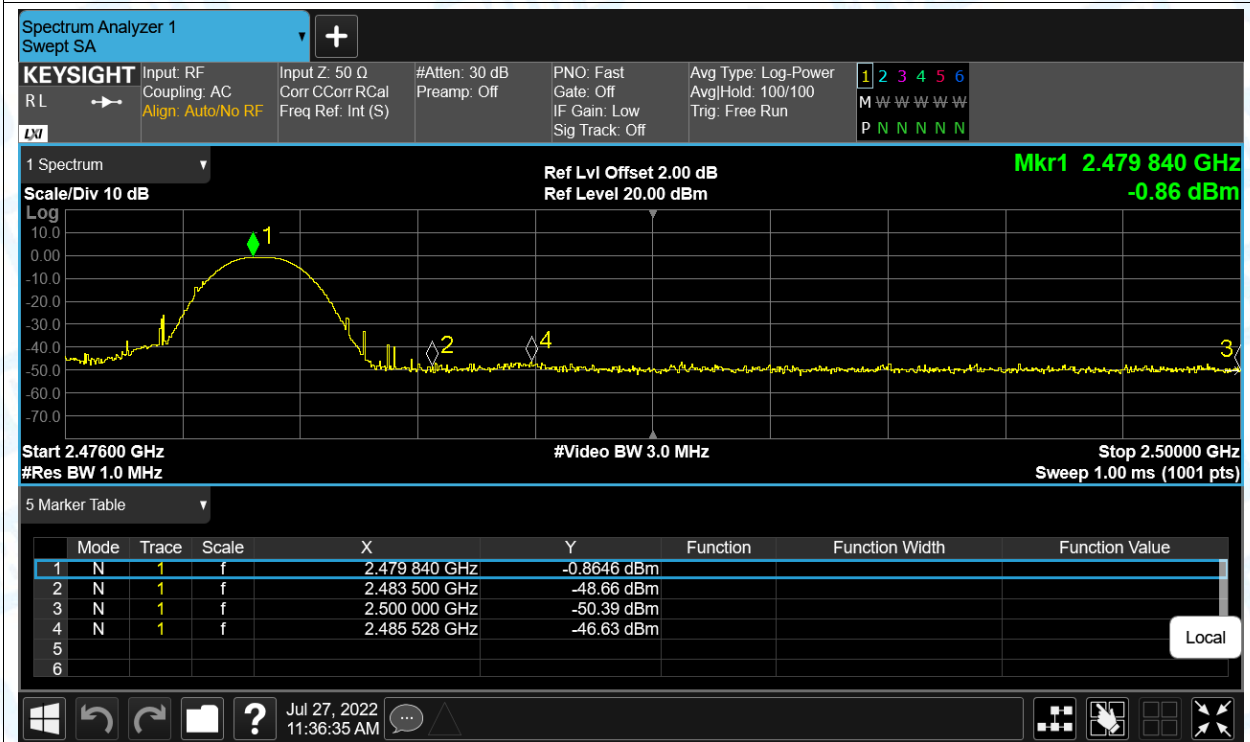 Spectrum Analyzer 1
Swept SA
KEYSIGHT
R L
LXI
Input: RF
Coupling: AC
Align: Auto/No RF
Input Z: 50 Ω
Corr CCorr RCal
Freq Ref: Int (S)
#Atten: 30 dB
Preamp: Off
PNO: Fast
Gate: Off
IF Gain: Low
Sig Track: Off
Avg Type: Log-Power
Avg|Hold: 100/100
Trig: Free Run
1 2 3 4 5 6
M W W W W W
P N N N N N
1 Spectrum
Scale/Div 10 dB
Ref Lvl Offset 2.00 dB
Ref Level 20.00 dBm
Mkr1 2.479 840 GHz
-0.86 dBm
Log
10.0
0.00
-10.0
-20.0
-30.0
-40.0
-50.0
-60.0
-70.0
1
2
4
3
Start 2.47600 GHz
#Video BW 3.0 MHz
Stop 2.50000 GHz
#Res BW 1.0 MHz
Sweep 1.00 ms (1001 pts)
5 Marker Table
Mode Trace Scale X Y Function Function Width Function Value
1 N 1 f 2.479 840 GHz -0.8646 dBm
2 N 1 f 2.483 500 GHz -48.66 dBm
3 N 1 f 2.500 000 GHz -50.39 dBm
4 N 1 f 2.485 528 GHz -46.63 dBm
5
6
Local
?
Jul 27, 2022
11:36:35 AM